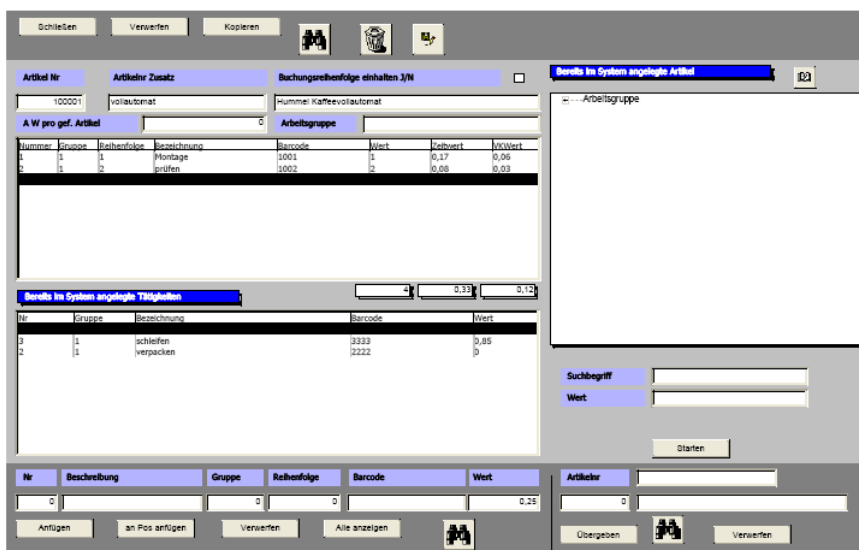 Schließen Verwerfen Kopieren
Artikel Nr Artikelnr Zusatz Buchungsreihenfolge einhalten J/N
100001 vollautomat Hummel Kaffeevollautomat
A W pro gef. Artikel 0 Arbeitsgruppe
Nummer Gruppe Reihenfolge Bezeichnung Barcode Wert Zeitwert VKWert
1 1 1 Montage 1001 1 0,17 0,06
2 1 2 prüfen 1002 2 0,08 0,03
4 0,33 0,12
Bereits im System angelegte Tätigkeiten
Nr Gruppe Bezeichnung Barcode Wert
3 1 schleifen 3333 0,85
2 1 verpacken 2222 0
Nr Beschreibung Gruppe Reihenfolge Barcode Wert
0 0 0 0,25
Anfügen an Pos anfügen Verwerfen Alle anzeigen
Bereits im System angelegte Artikel
Arbeitsgruppe
Suchbegriff
Wert
Starten
Artikelnr
0
Übergeben Verwerfen